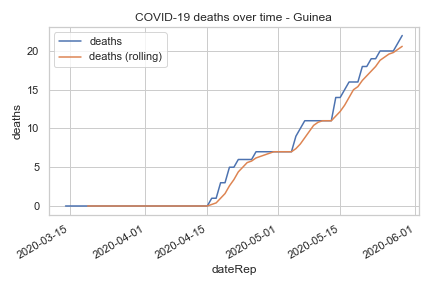 COVID-19 deaths over time - Guinea
deaths
deaths (rolling)
deaths
20
15
10
5
0
2020-03-15
2020-04-01
2020-04-15
2020-05-01
2020-05-15
2020-06-01
dateRep